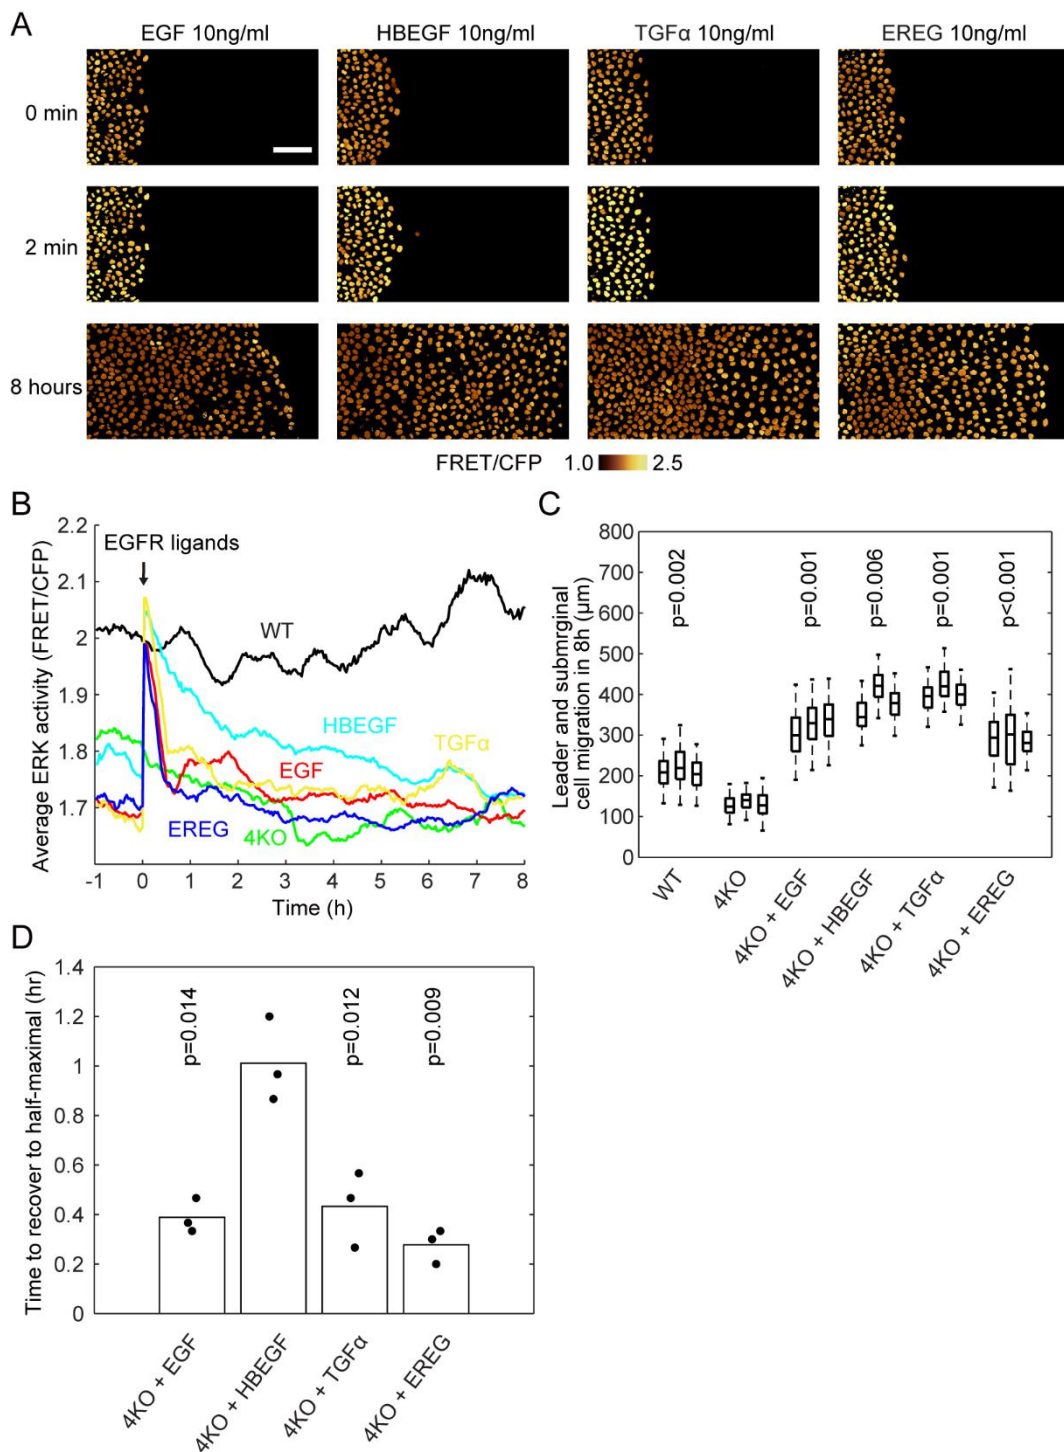 A
EGF 10ng/ml
HBEGF 10ng/ml
TGFα 10ng/ml
EREG 10ng/ml
0 min
2 min
8 hours
FRET/CFP 1.0 2.5
B
Average ERK activity (FRET/CFP)
2.2
2.1
2
1.9
1.8
1.7
EGFR ligands
WT
HBEGF
TGFα
EGF
EREG
4KO
-1 0 1 2 3 4 5 6 7 8
Time (h)
C
Leader and submrginal
cell migration in 8h (μm)
800
700
600
500
400
300
200
100
0
p=0.002
p=0.001
p=0.006
p=0.001
p<0.001
WT
4KO
4KO + EGF
4KO + HBEGF
4KO + TGFα
4KO + EREG
D
Time to recover to half-maximal (hr)
1.4
1.2
1
0.8
0.6
0.4
0.2
0
p=0.014
p=0.012
p=0.009
4KO + EGF
4KO + HBEGF
4KO + TGFα
4KO + EREG